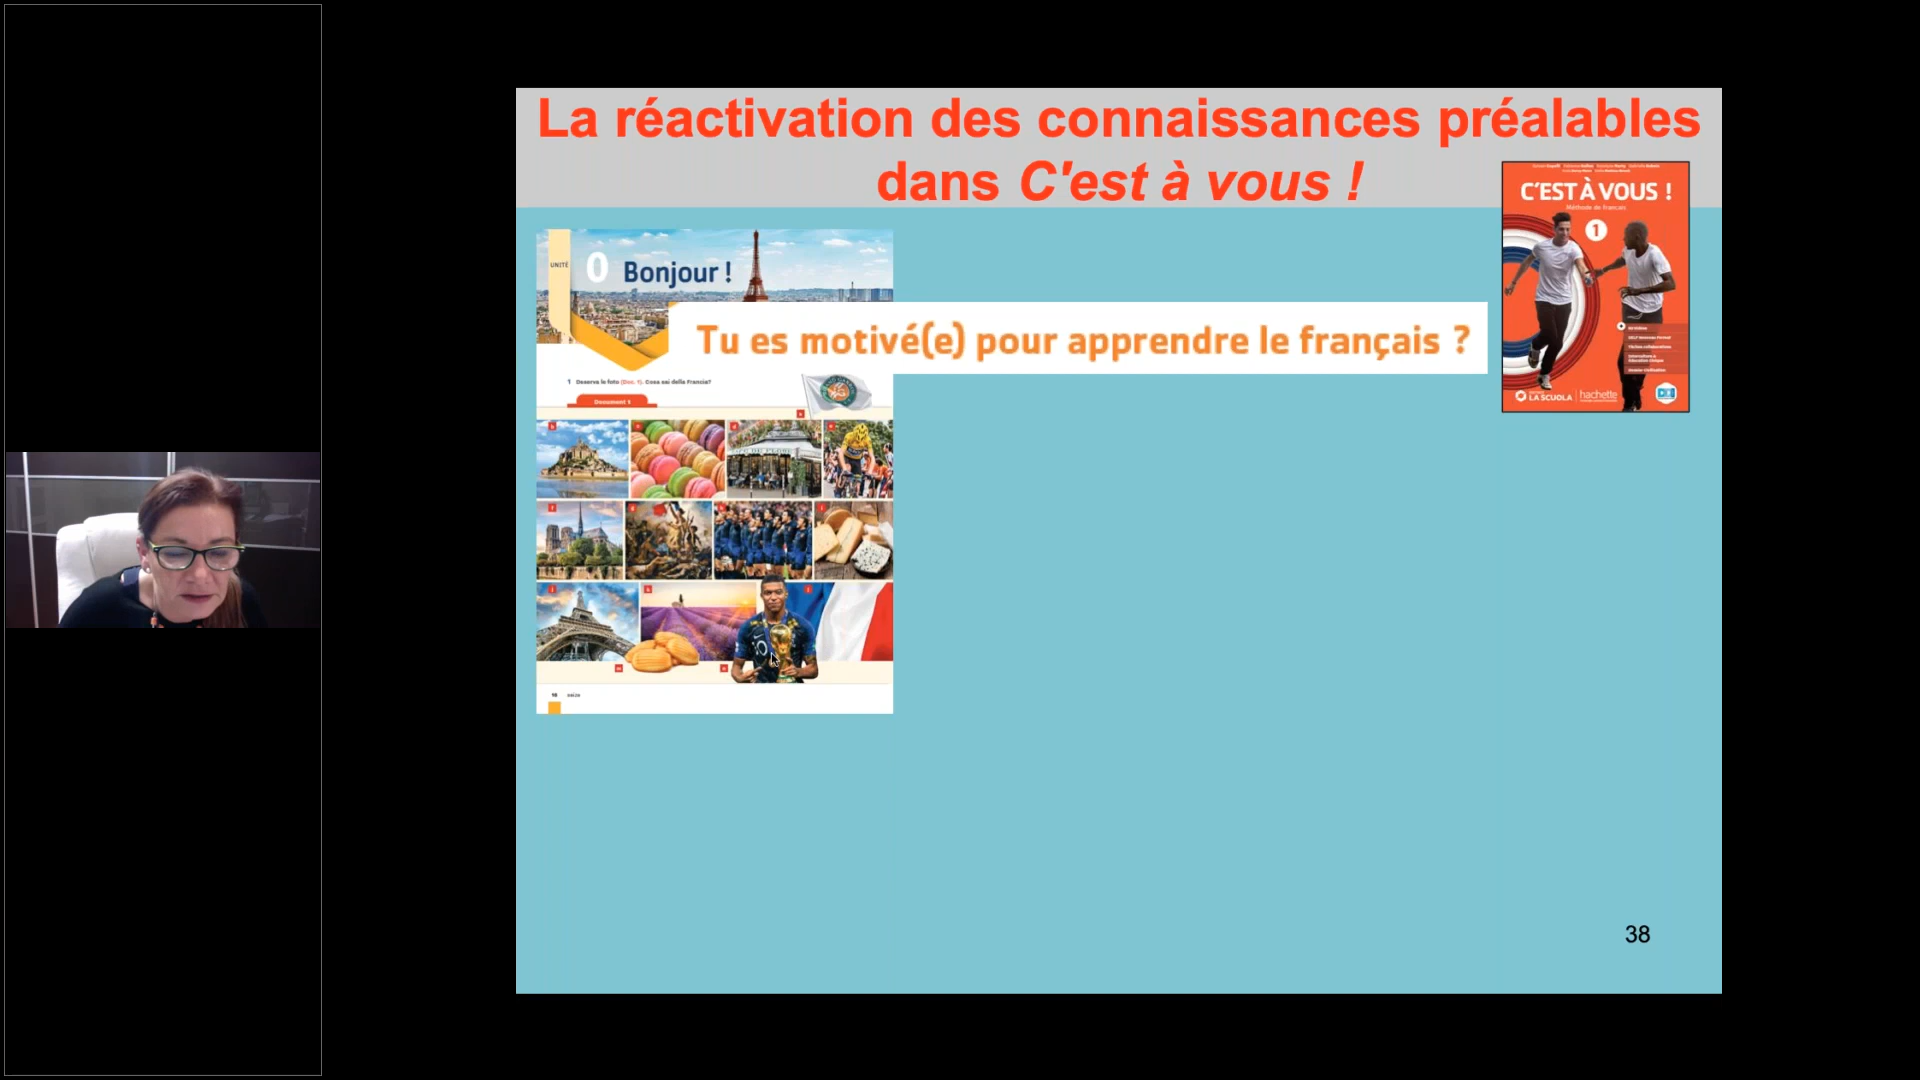 La réactivation des connaissances préalables
dans C'est à vous !
C'EST À VOUS !
Méthode de français
1
UNITÉ
0 Bonjour !
Tu es motivé(e) pour apprendre le français ?
1 Osserva le foto (Doc. 1). Cosa sai della Francia?
Document 1
LA SCUOLA
hachette
16 seize
38